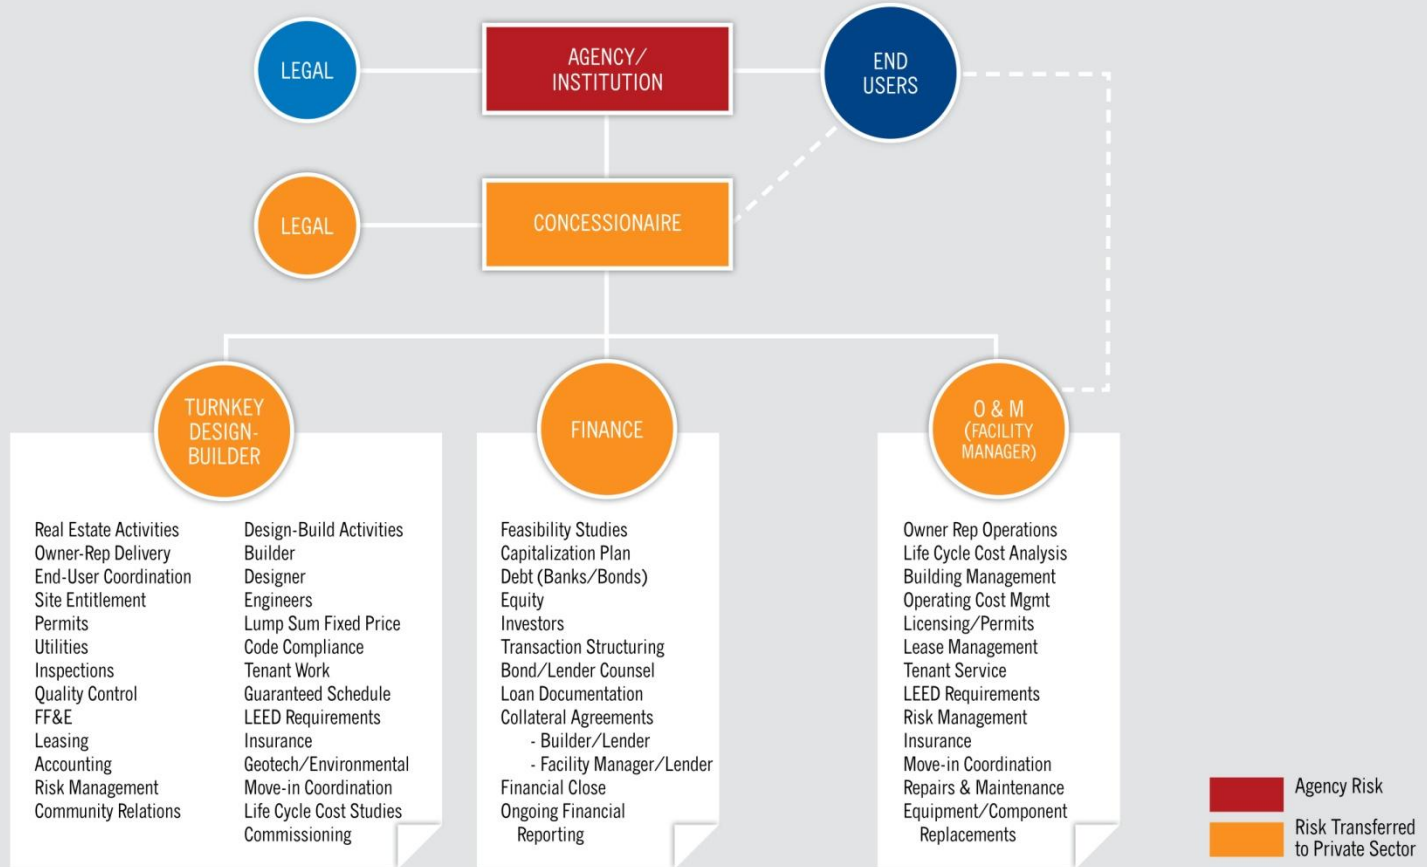 LEGAL
AGENCY/
INSTITUTION
END
USERS
LEGAL
CONCESSIONAIRE
TURNKEY
DESIGN-
BUILDER
Real Estate Activities
Owner-Rep Delivery
End-User Coordination
Site Entitlement
Permits
Utilities
Inspections
Quality Control
FF&E
Leasing
Accounting
Risk Management
Community Relations
Design-Build Activities
Builder
Designer
Engineers
Lump Sum Fixed Price
Code Compliance
Tenant Work
Guaranteed Schedule
LEED Requirements
Insurance
Geotech/Environmental
Move-in Coordination
Life Cycle Cost Studies
Commissioning
FINANCE
Feasibility Studies
Capitalization Plan
Debt (Banks/Bonds)
Equity
Investors
Transaction Structuring
Bond/Lender Counsel
Loan Documentation
Collateral Agreements
- Builder/Lender
- Facility Manager/Lender
Financial Close
Ongoing Financial
Reporting
O & M
(FACILITY
MANAGER)
Owner Rep Operations
Life Cycle Cost Analysis
Building Management
Operating Cost Mgmt
Licensing/Permits
Lease Management
Tenant Service
LEED Requirements
Risk Management
Insurance
Move-in Coordination
Repairs & Maintenance
Equipment/Component
Replacements
Agency Risk
Risk Transferred
to Private Sector